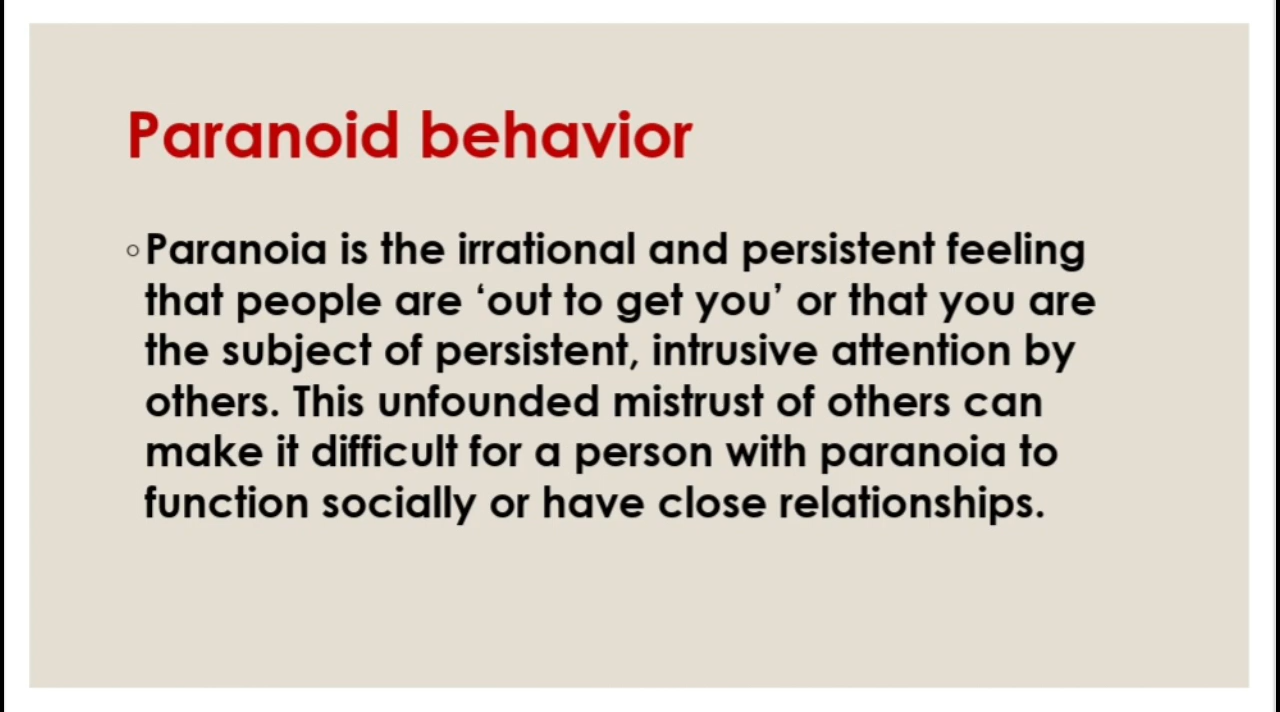 Paranoid behavior
◦Paranoia is the irrational and persistent feeling
that people are ‘out to get you’ or that you are
the subject of persistent, intrusive attention by
others. This unfounded mistrust of others can
make it difficult for a person with paranoia to
function socially or have close relationships.